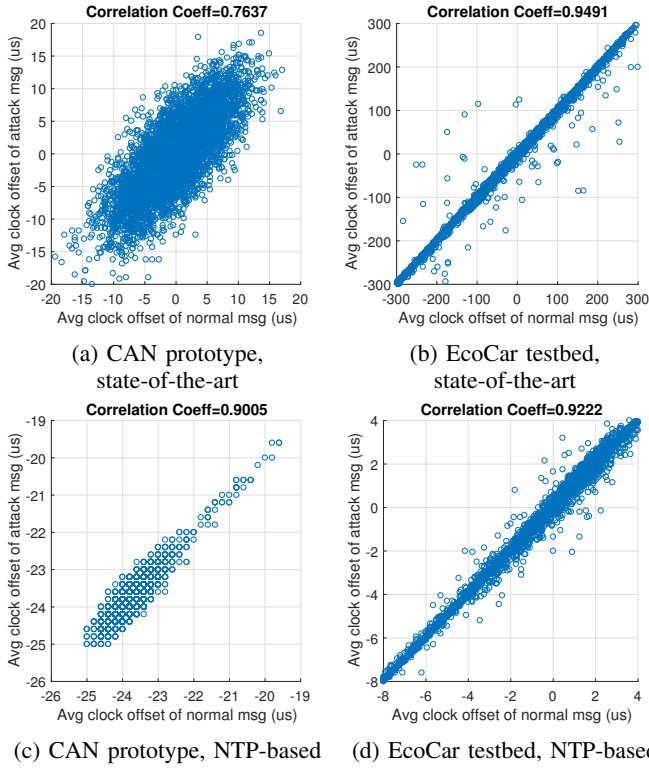 Correlation Coeff=0.7637
Avg clock offset of attack msg (us)
20
15
10
5
0
-5
-10
-15
-20
-20 -15 -10 -5 0 5 10 15 20
Avg clock offset of normal msg (us)
(a) CAN prototype,
state-of-the-art
Correlation Coeff=0.9491
Avg clock offset of attack msg (us)
300
200
100
0
-100
-200
-300
-300 -200 -100 0 100 200 300
Avg clock offset of normal msg (us)
(b) EcoCar testbed,
state-of-the-art
Correlation Coeff=0.9005
Avg clock offset of attack msg (us)
-19
-20
-21
-22
-23
-24
-25
-26
-26 -25 -24 -23 -22 -21 -20 -19
Avg clock offset of normal msg (us)
(c) CAN prototype, NTP-based
Correlation Coeff=0.9222
Avg clock offset of attack msg (us)
4
2
0
-2
-4
-6
-8
-8 -6 -4 -2 0 2 4
Avg clock offset of normal msg (us)
(d) EcoCar testbed, NTP-based